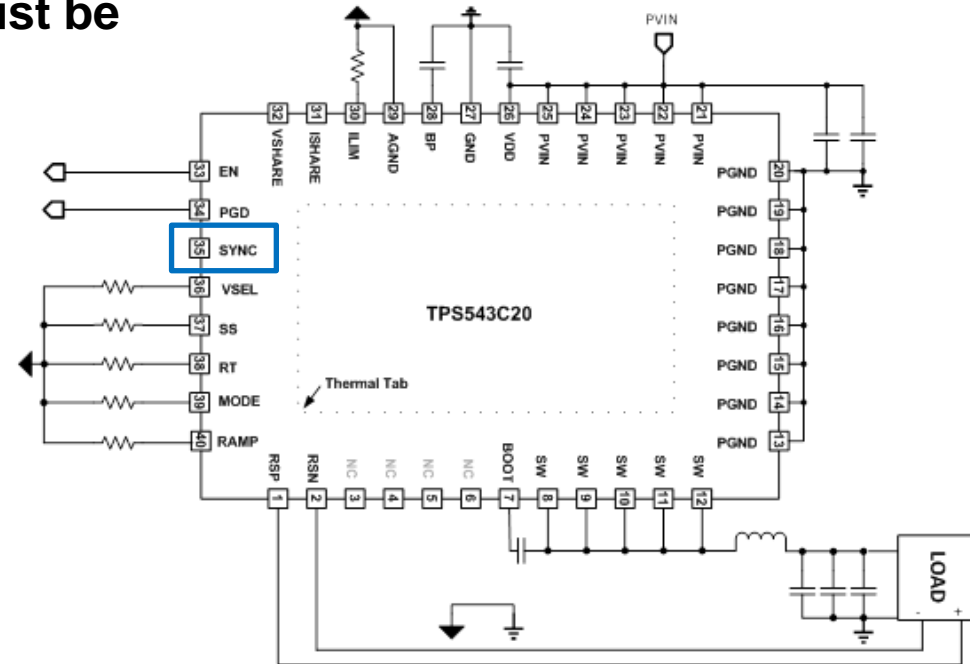 ust be
PVIN
32 31 30 29 28 27 26 25 24 23 22 21
VSHARE ISHARE ILIM AGND BP GND VDD PVIN PVIN PVIN PVIN PVIN
33 EN
34 PGD
35 SYNC
36 VSEL
37 SS
38 RT
39 MODE
40 RAMP
PGND 20
PGND 19
PGND 18
PGND 17
PGND 16
PGND 15
PGND 14
PGND 13
TPS543C20
Thermal Tab
RSP RSN NC NC NC NC BOOT SW SW SW SW SW
1 2 3 4 5 6 7 8 9 10 11 12
LOAD
- +